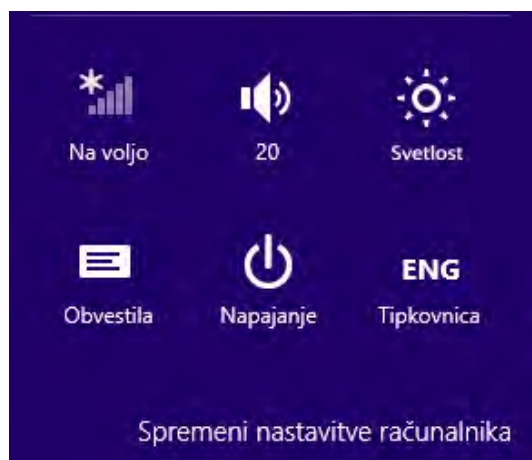 Na voljo 20 Svetlost
ENG
Obvestila Napajanje Tipkovnica
Spremeni nastavitve računalnika